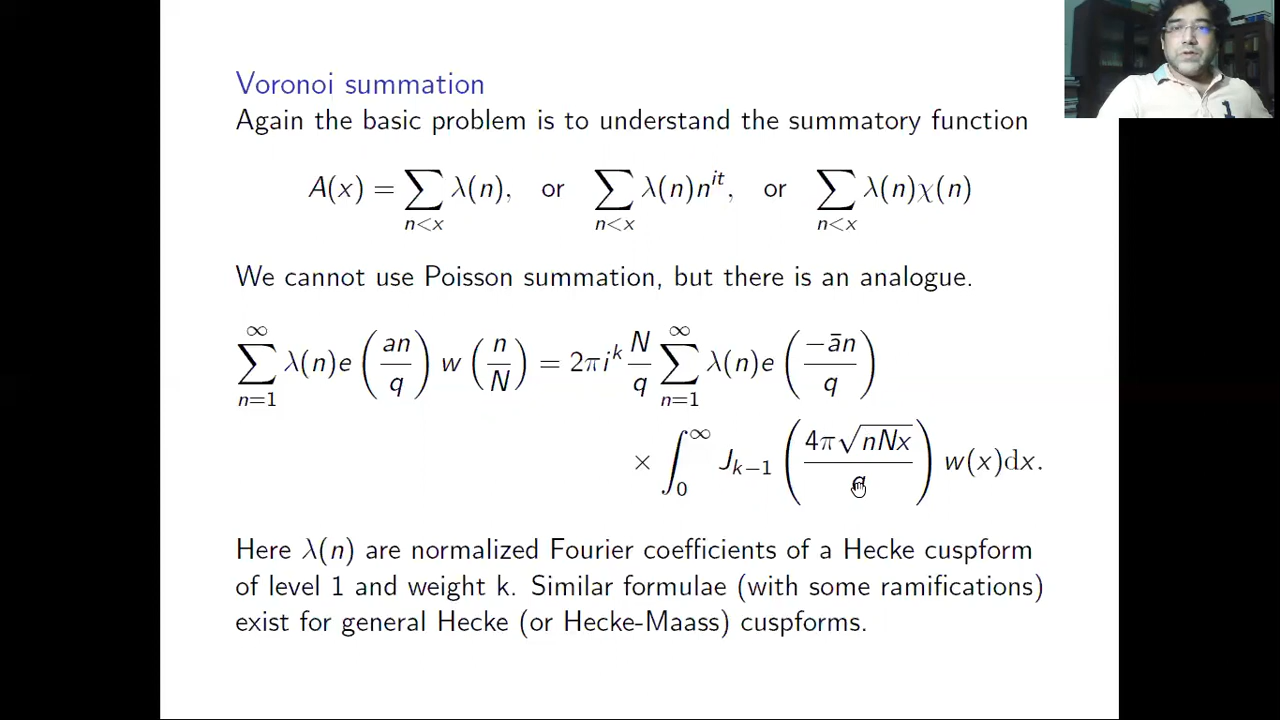 Voronoi summation
Again the basic problem is to understand the summatory function
A(x) = ∑_{n<x} λ(n), or ∑_{n<x} λ(n)n^{it}, or ∑_{n<x} λ(n)χ(n)
We cannot use Poisson summation, but there is an analogue.
∑_{n=1}^{∞} λ(n)e (an/q) w (n/N) = 2πi^k N/q ∑_{n=1}^{∞} λ(n)e (−ān/q)
× ∫_0^∞ J_{k−1} (4π√(nNx)/) w(x)dx.
Here λ(n) are normalized Fourier coefficients of a Hecke cuspform
of level 1 and weight k. Similar formulae (with some ramifications)
exist for general Hecke (or Hecke-Maass) cuspforms.